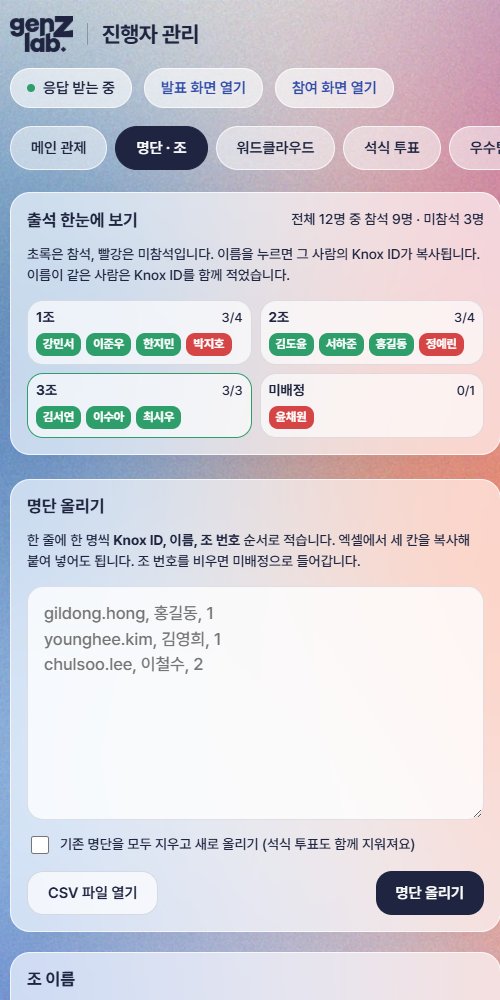 genZ
lab.
진행자 관리
응답 받는 중
발표 화면 열기
참여 화면 열기
메인 관제
명단 · 조
워드클라우드
석식 투표
출석 한눈에 보기
전체 12명 중 참석 9명 · 미참석 3명
초록은 참석, 빨강은 미참석입니다. 이름을 누르면 그 사람의 Knox ID가 복사됩니다.
이름이 같은 사람은 Knox ID를 함께 적었습니다.
1조 3/4
강민서 이준우 한지민 박지호
2조 3/4
김도윤 서하준 홍길동 정예린
3조 3/3
김서연 이수아 최시우
미배정 0/1
윤채원
명단 올리기
한 줄에 한 명씩 Knox ID, 이름, 조 번호 순서로 적습니다. 엑셀에서 세 칸을 복사해
붙여 넣어도 됩니다. 조 번호를 비우면 미배정으로 들어갑니다.
gildong.hong, 홍길동, 1
younghee.kim, 김영희, 1
chulsoo.lee, 이철수, 2
기존 명단을 모두 지우고 새로 올리기 (석식 투표도 함께 지워져요)
CSV 파일 열기
명단 올리기
조 이름